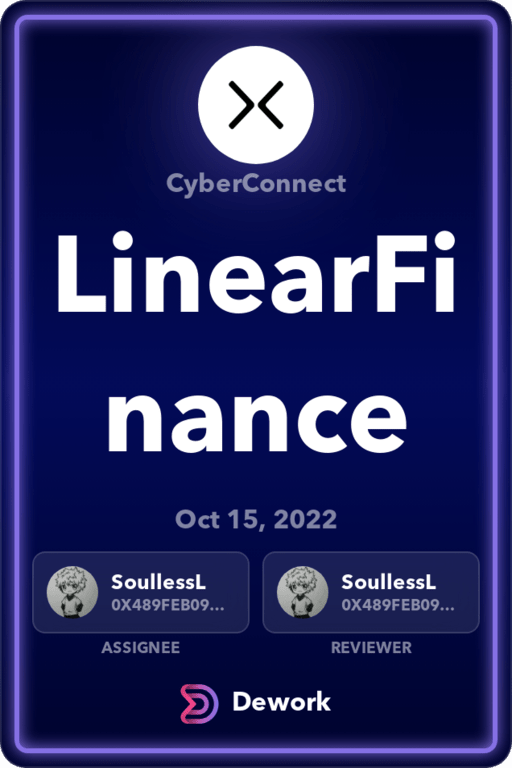 CyberConnect
LinearFi
nance
Oct 15, 2022
SoullessL
0X489FEB09...
SoullessL
0X489FEB09...
ASSIGNEE
REVIEWER
Dework